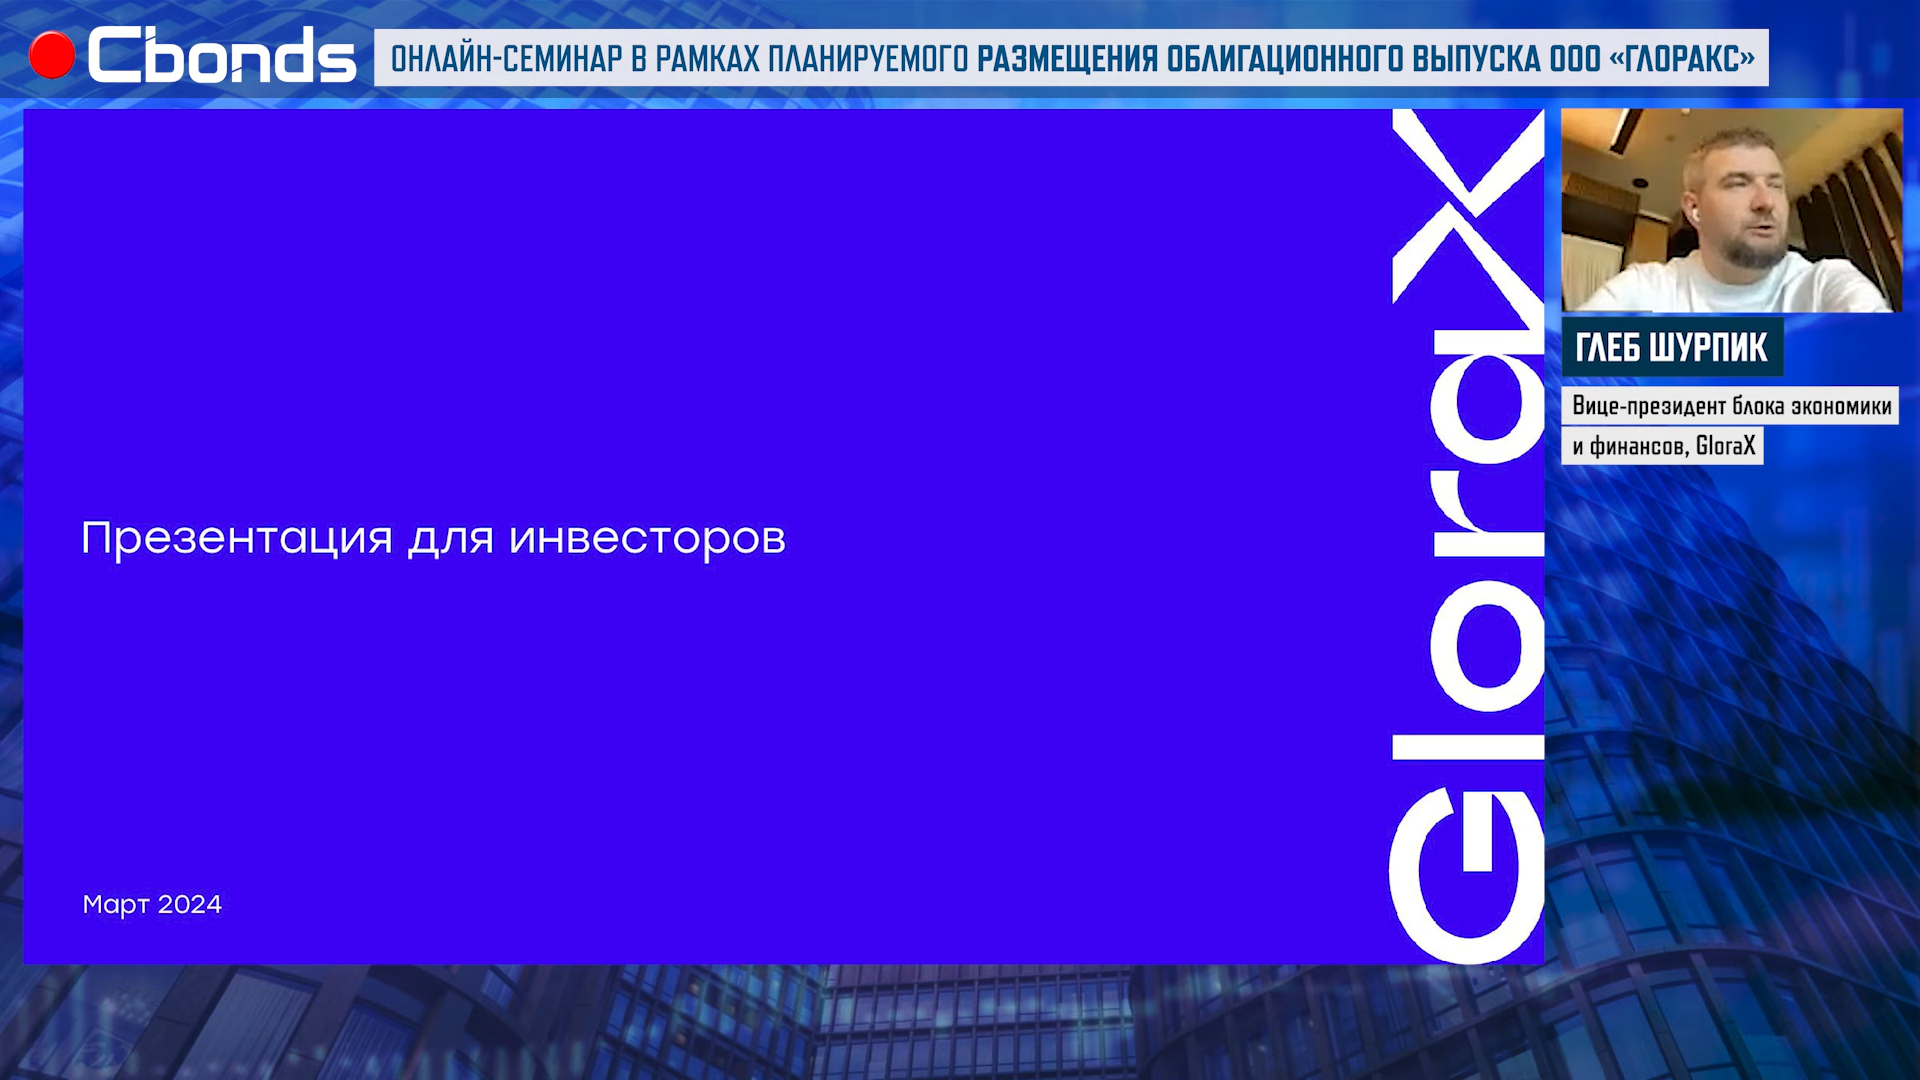 Cbonds
ОНЛАЙН-СЕМИНАР В РАМКАХ ПЛАНИРУЕМОГО РАЗМЕЩЕНИЯ ОБЛИГАЦИОННОГО ВЫПУСКА ООО «ГЛОРАКС»
Презентация для инвесторов
Март 2024
GloraX
ГЛЕБ ШУРПИК
Вице-президент блока экономики
и финансов, GloraX